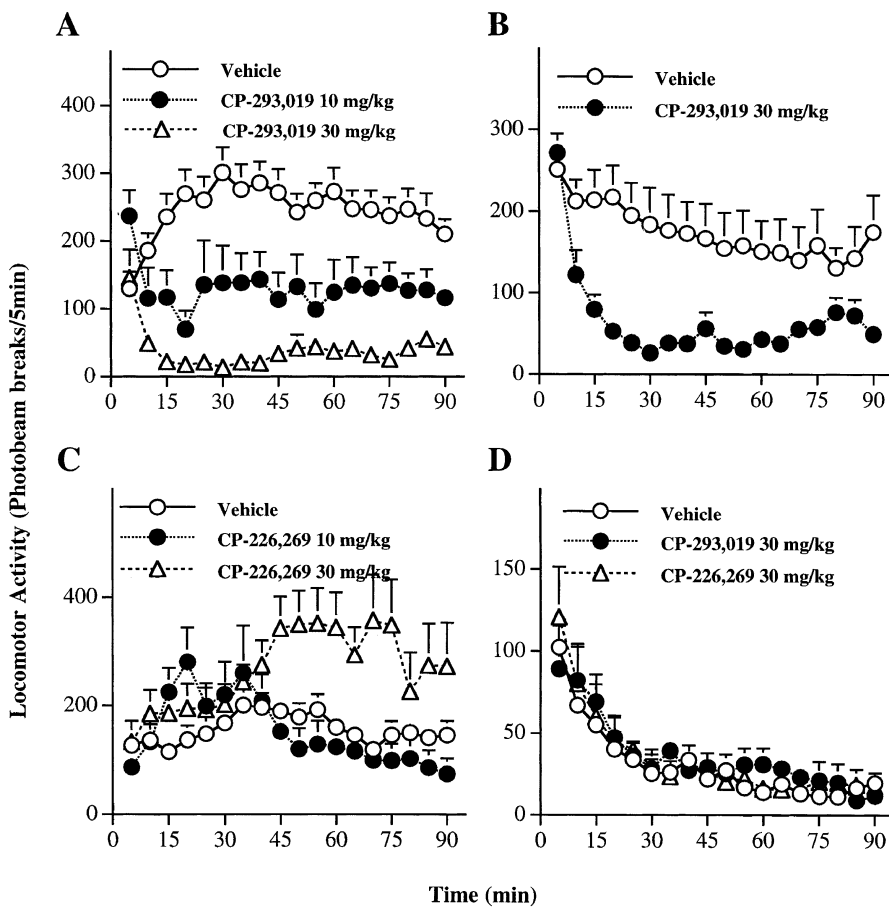 A
Vehicle
CP-293,019 10 mg/kg
CP-293,019 30 mg/kg
400
300
200
100
0
0 15 30 45 60 75 90
B
Vehicle
CP-293,019 30 mg/kg
300
200
100
0
0 15 30 45 60 75 90
C
Vehicle
CP-226,269 10 mg/kg
CP-226,269 30 mg/kg
400
200
0
0 15 30 45 60 75 90
D
Vehicle
CP-293,019 30 mg/kg
CP-226,269 30 mg/kg
150
100
50
0
0 15 30 45 60 75 90
Locomotor Activity (Photobeam breaks/5min)
Time (min)